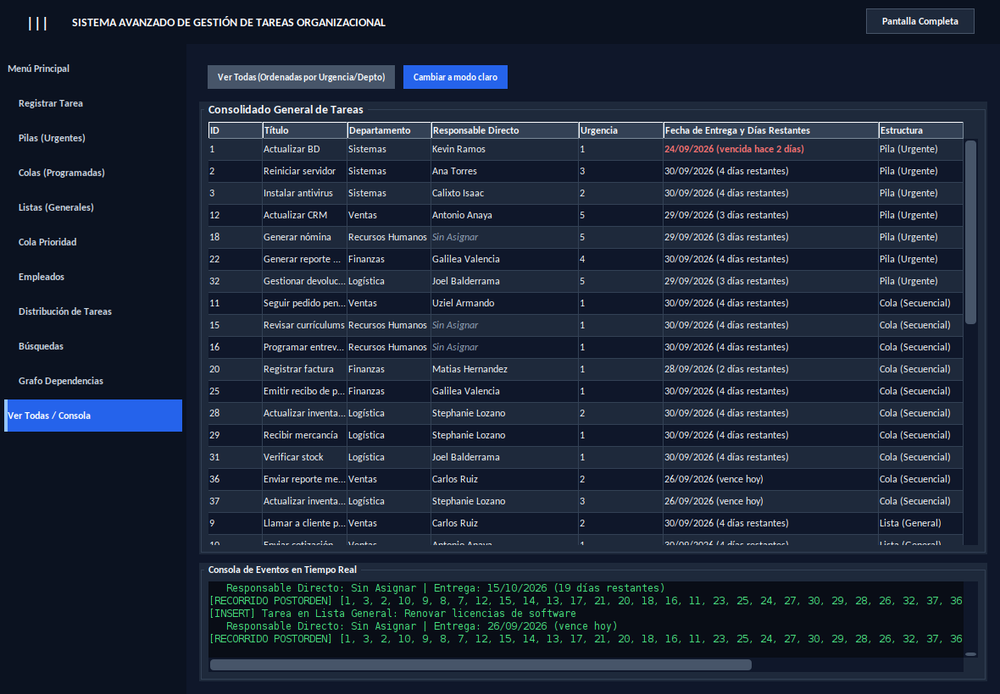 ||| SISTEMA AVANZADO DE GESTIÓN DE TAREAS ORGANIZACIONAL Pantalla Completa
Menú Principal
Registrar Tarea
Pilas (Urgentes)
Colas (Programadas)
Listas (Generales)
Cola Prioridad
Empleados
Distribución de Tareas
Búsquedas
Grafo Dependencias
Ver Todas / Consola
Ver Todas (Ordenadas por Urgencia/Depto) Cambiar a modo claro
Consolidado General de Tareas
ID Título Departamento Responsable Directo Urgencia Fecha de Entrega y Días Restantes Estructura
1 Actualizar BD Sistemas Kevin Ramos 1 24/09/2026 (vencida hace 2 días) Pila (Urgente)
2 Reiniciar servidor Sistemas Ana Torres 3 30/09/2026 (4 días restantes) Pila (Urgente)
3 Instalar antivirus Sistemas Calixto Isaac 2 30/09/2026 (4 días restantes) Pila (Urgente)
12 Actualizar CRM Ventas Antonio Anaya 5 29/09/2026 (3 días restantes) Pila (Urgente)
18 Generar nómina Recursos Humanos Sin Asignar 5 29/09/2026 (3 días restantes) Pila (Urgente)
22 Generar reporte ... Finanzas Galilea Valencia 4 30/09/2026 (4 días restantes) Pila (Urgente)
32 Gestionar devoluc... Logística Joel Balderrama 5 29/09/2026 (3 días restantes) Pila (Urgente)
11 Seguir pedido pen... Ventas Uziel Armando 1 30/09/2026 (4 días restantes) Cola (Secuencial)
15 Revisar currículums Recursos Humanos Sin Asignar 1 30/09/2026 (4 días restantes) Cola (Secuencial)
16 Programar entrev... Recursos Humanos Sin Asignar 1 30/09/2026 (4 días restantes) Cola (Secuencial)
20 Registrar factura Finanzas Matias Hernandez 1 28/09/2026 (2 días restantes) Cola (Secuencial)
25 Emitir recibo de p... Finanzas Galilea Valencia 1 30/09/2026 (4 días restantes) Cola (Secuencial)
28 Actualizar inventa... Logística Stephanie Lozano 2 30/09/2026 (4 días restantes) Cola (Secuencial)
29 Recibir mercancía Logística Stephanie Lozano 1 30/09/2026 (4 días restantes) Cola (Secuencial)
31 Verificar stock Logística Joel Balderrama 1 30/09/2026 (4 días restantes) Cola (Secuencial)
36 Enviar reporte me... Ventas Carlos Ruiz 2 26/09/2026 (vence hoy) Cola (Secuencial)
37 Actualizar inventa... Logística Stephanie Lozano 3 26/09/2026 (vence hoy) Cola (Secuencial)
9 Llamar a cliente p... Ventas Carlos Ruiz 2 30/09/2026 (4 días restantes) Lista (General)
10 Enviar cotización Ventas Antonio Anaya 1 30/09/2026 (4 días restantes) Lista (General)
Consola de Eventos en Tiempo Real
Responsable Directo: Sin Asignar | Entrega: 15/10/2026 (19 días restantes)
[RECORRIDO POSTORDEN] [1, 3, 2, 10, 9, 8, 7, 12, 15, 14, 13, 17, 21, 20, 18, 16, 11, 23, 25, 24, 27, 30, 29, 28, 26, 32, 37, 36
[INSERT] Tarea en Lista General: Renovar licencias de software
Responsable Directo: Sin Asignar | Entrega: 26/09/2026 (vence hoy)
[RECORRIDO POSTORDEN] [1, 3, 2, 10, 9, 8, 7, 12, 15, 14, 13, 17, 21, 20, 18, 16, 11, 23, 25, 24, 27, 30, 29, 28, 26, 32, 37, 36